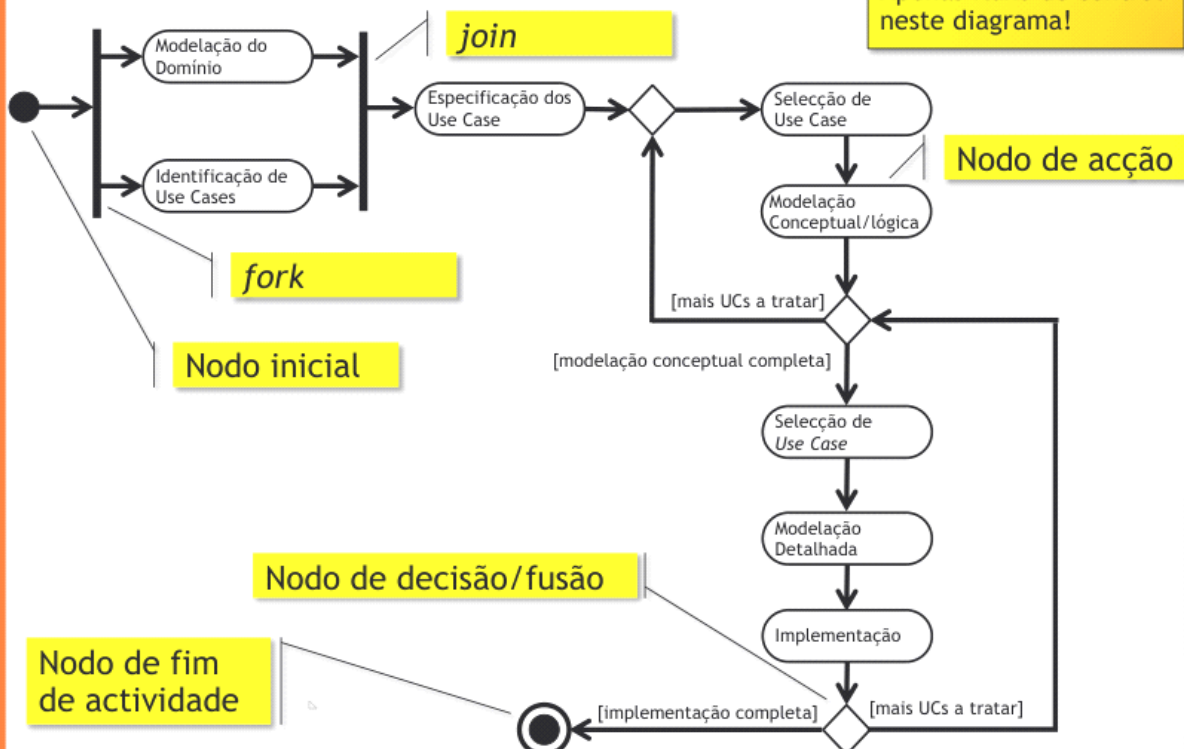 neste diagrama!
join
Modelação do
Domínio
Especificação dos
Use Case
Selecção de
Use Case
Nodo de acção
Identificação de
Use Cases
Modelação
Conceptual/lógica
fork
[mais UCs a tratar]
Nodo inicial
[modelação conceptual completa]
Selecção de
Use Case
Modelação
Detalhada
Nodo de decisão/fusão
Implementação
Nodo de fim
de actividade
[implementação completa]
[mais UCs a tratar]